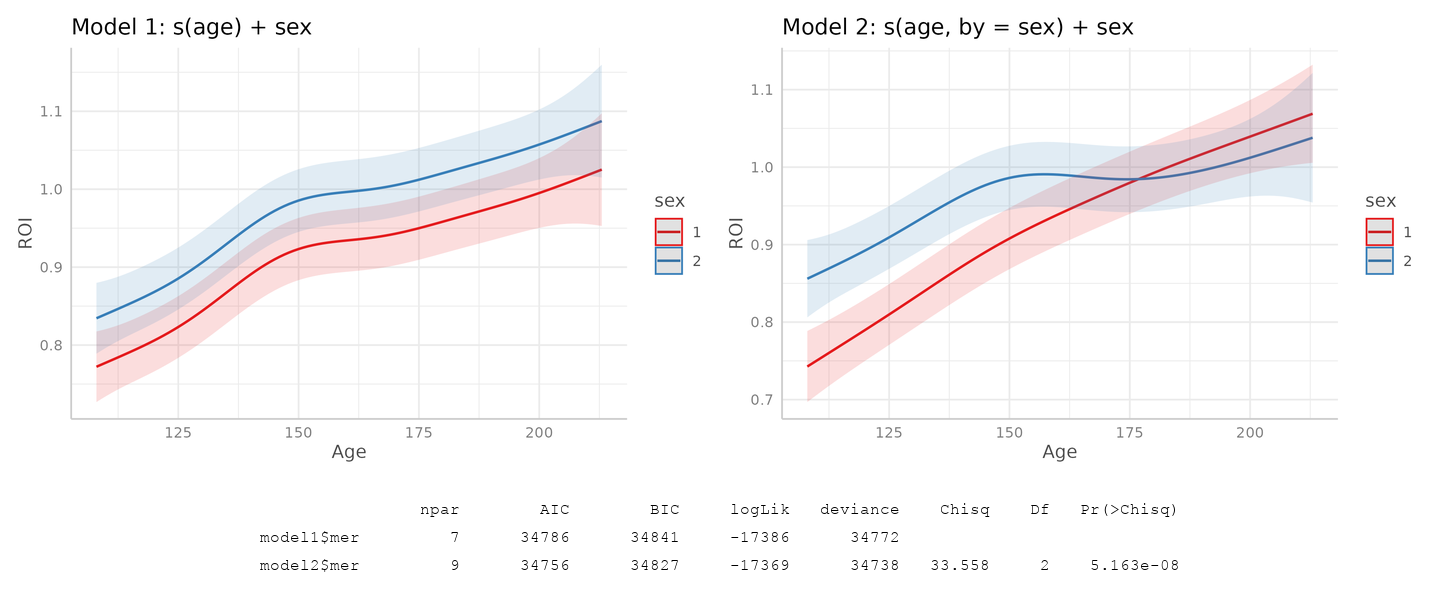 Model 1: s(age) + sex
1.1
1.0
0.9
0.8
ROI
125 150 175 200
Age
sex
1
2
Model 2: s(age, by = sex) + sex
1.1
1.0
0.9
0.8
0.7
ROI
125 150 175 200
Age
sex
1
2
npar AIC BIC logLik deviance Chisq Df Pr(>Chisq)
model1$mer 7 34786 34841 -17386 34772
model2$mer 9 34756 34827 -17369 34738 33.558 2 5.163e-08